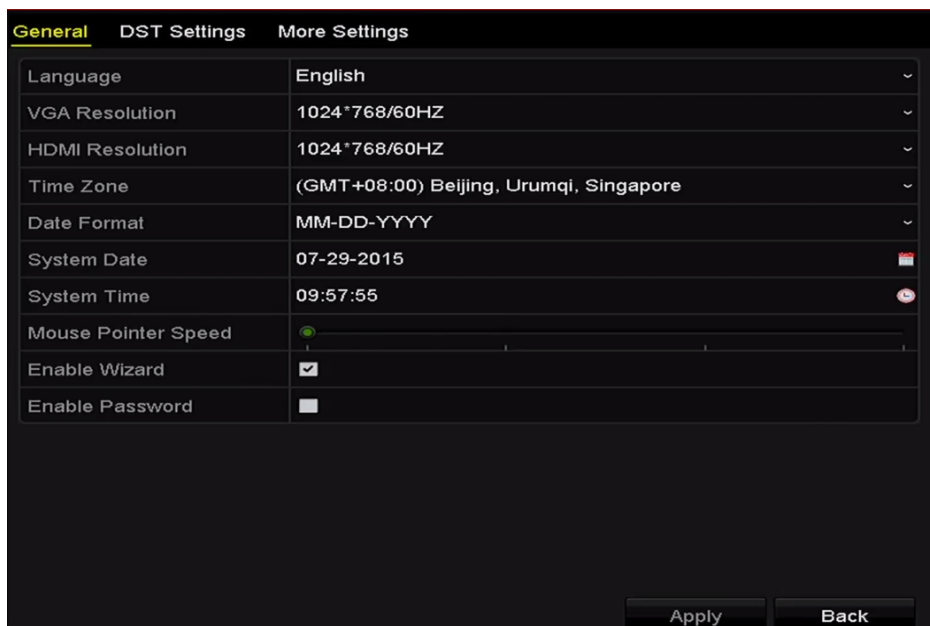 General DST Settings More Settings
Language English
VGA Resolution 1024*768/60HZ
HDMI Resolution 1024*768/60HZ
Time Zone (GMT+08:00) Beijing, Urumqi, Singapore
Date Format MM-DD-YYYY
System Date 07-29-2015
System Time 09:57:55
Mouse Pointer Speed
Enable Wizard
Enable Password
Apply Back